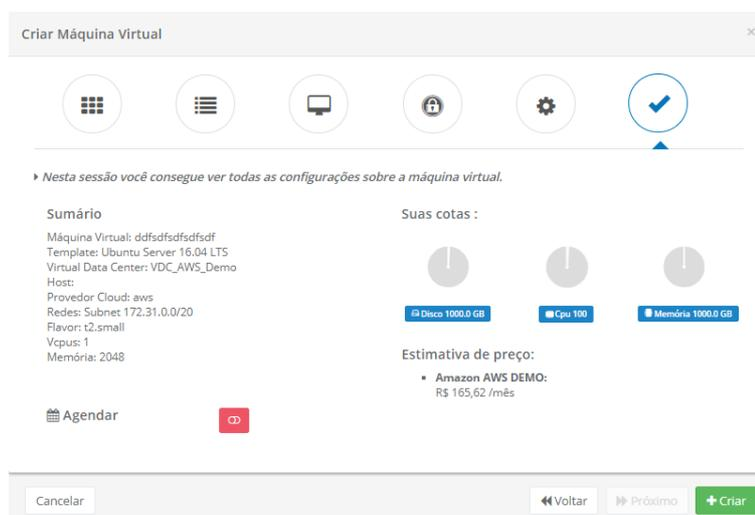 Criar Máquina Virtual
×
Nesta sessão você consegue ver todas as configurações sobre a máquina virtual.
Sumário
Máquina Virtual: ddfsdfsdfsdfsdf
Template: Ubuntu Server 16.04 LTS
Virtual Data Center: VDC_AWS_Demo
Host:
Provedor Cloud: aws
Redes: Subnet 172.31.0.0/20
Flavor: t2.small
Vcpus: 1
Memória: 2048
Agendar
Suas cotas :
Disco 1000.0 GB
Cpu 100
Memória 1000.0 GB
Estimativa de preço:
Amazon AWS DEMO:
R$ 165,62 /mês
Cancelar
Voltar
Próximo
Criar